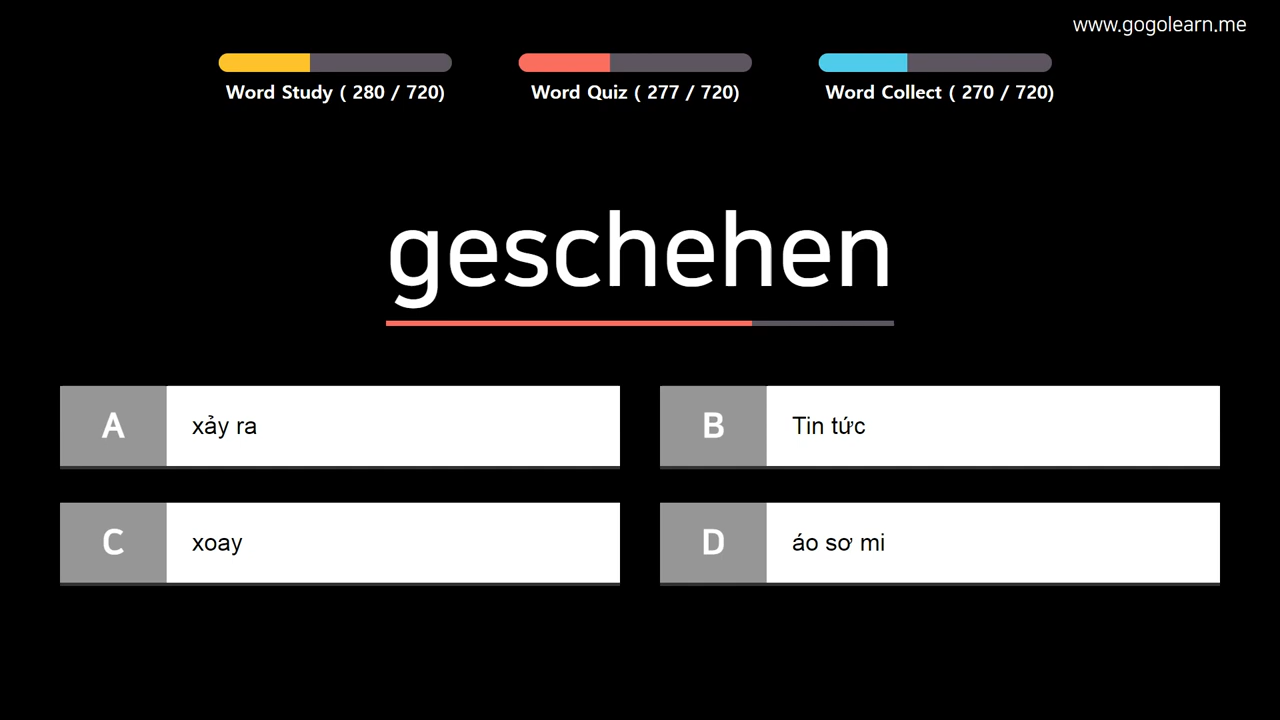 www.gogolearn.me
Word Study ( 280 / 720)
Word Quiz ( 277 / 720)
Word Collect ( 270 / 720)
geschehen
A xảy ra
B Tin tức
C xoay
D áo sơ mi